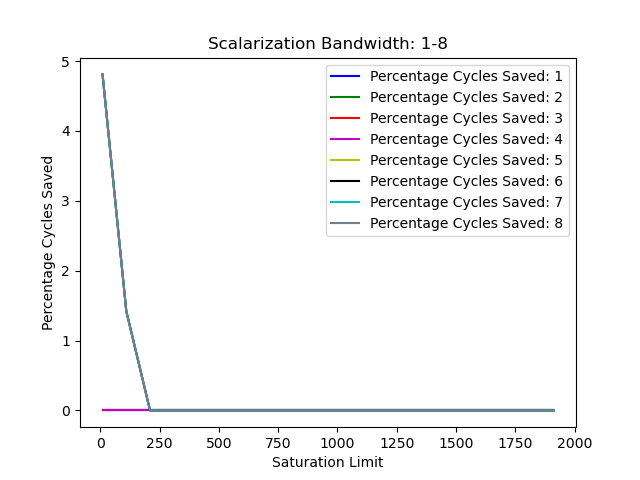 Scalarization Bandwidth: 1-8
Percentage Cycles Saved
5
4
3
2
1
0
Percentage Cycles Saved: 1
Percentage Cycles Saved: 2
Percentage Cycles Saved: 3
Percentage Cycles Saved: 4
Percentage Cycles Saved: 5
Percentage Cycles Saved: 6
Percentage Cycles Saved: 7
Percentage Cycles Saved: 8
0 250 500 750 1000 1250 1500 1750 2000
Saturation Limit